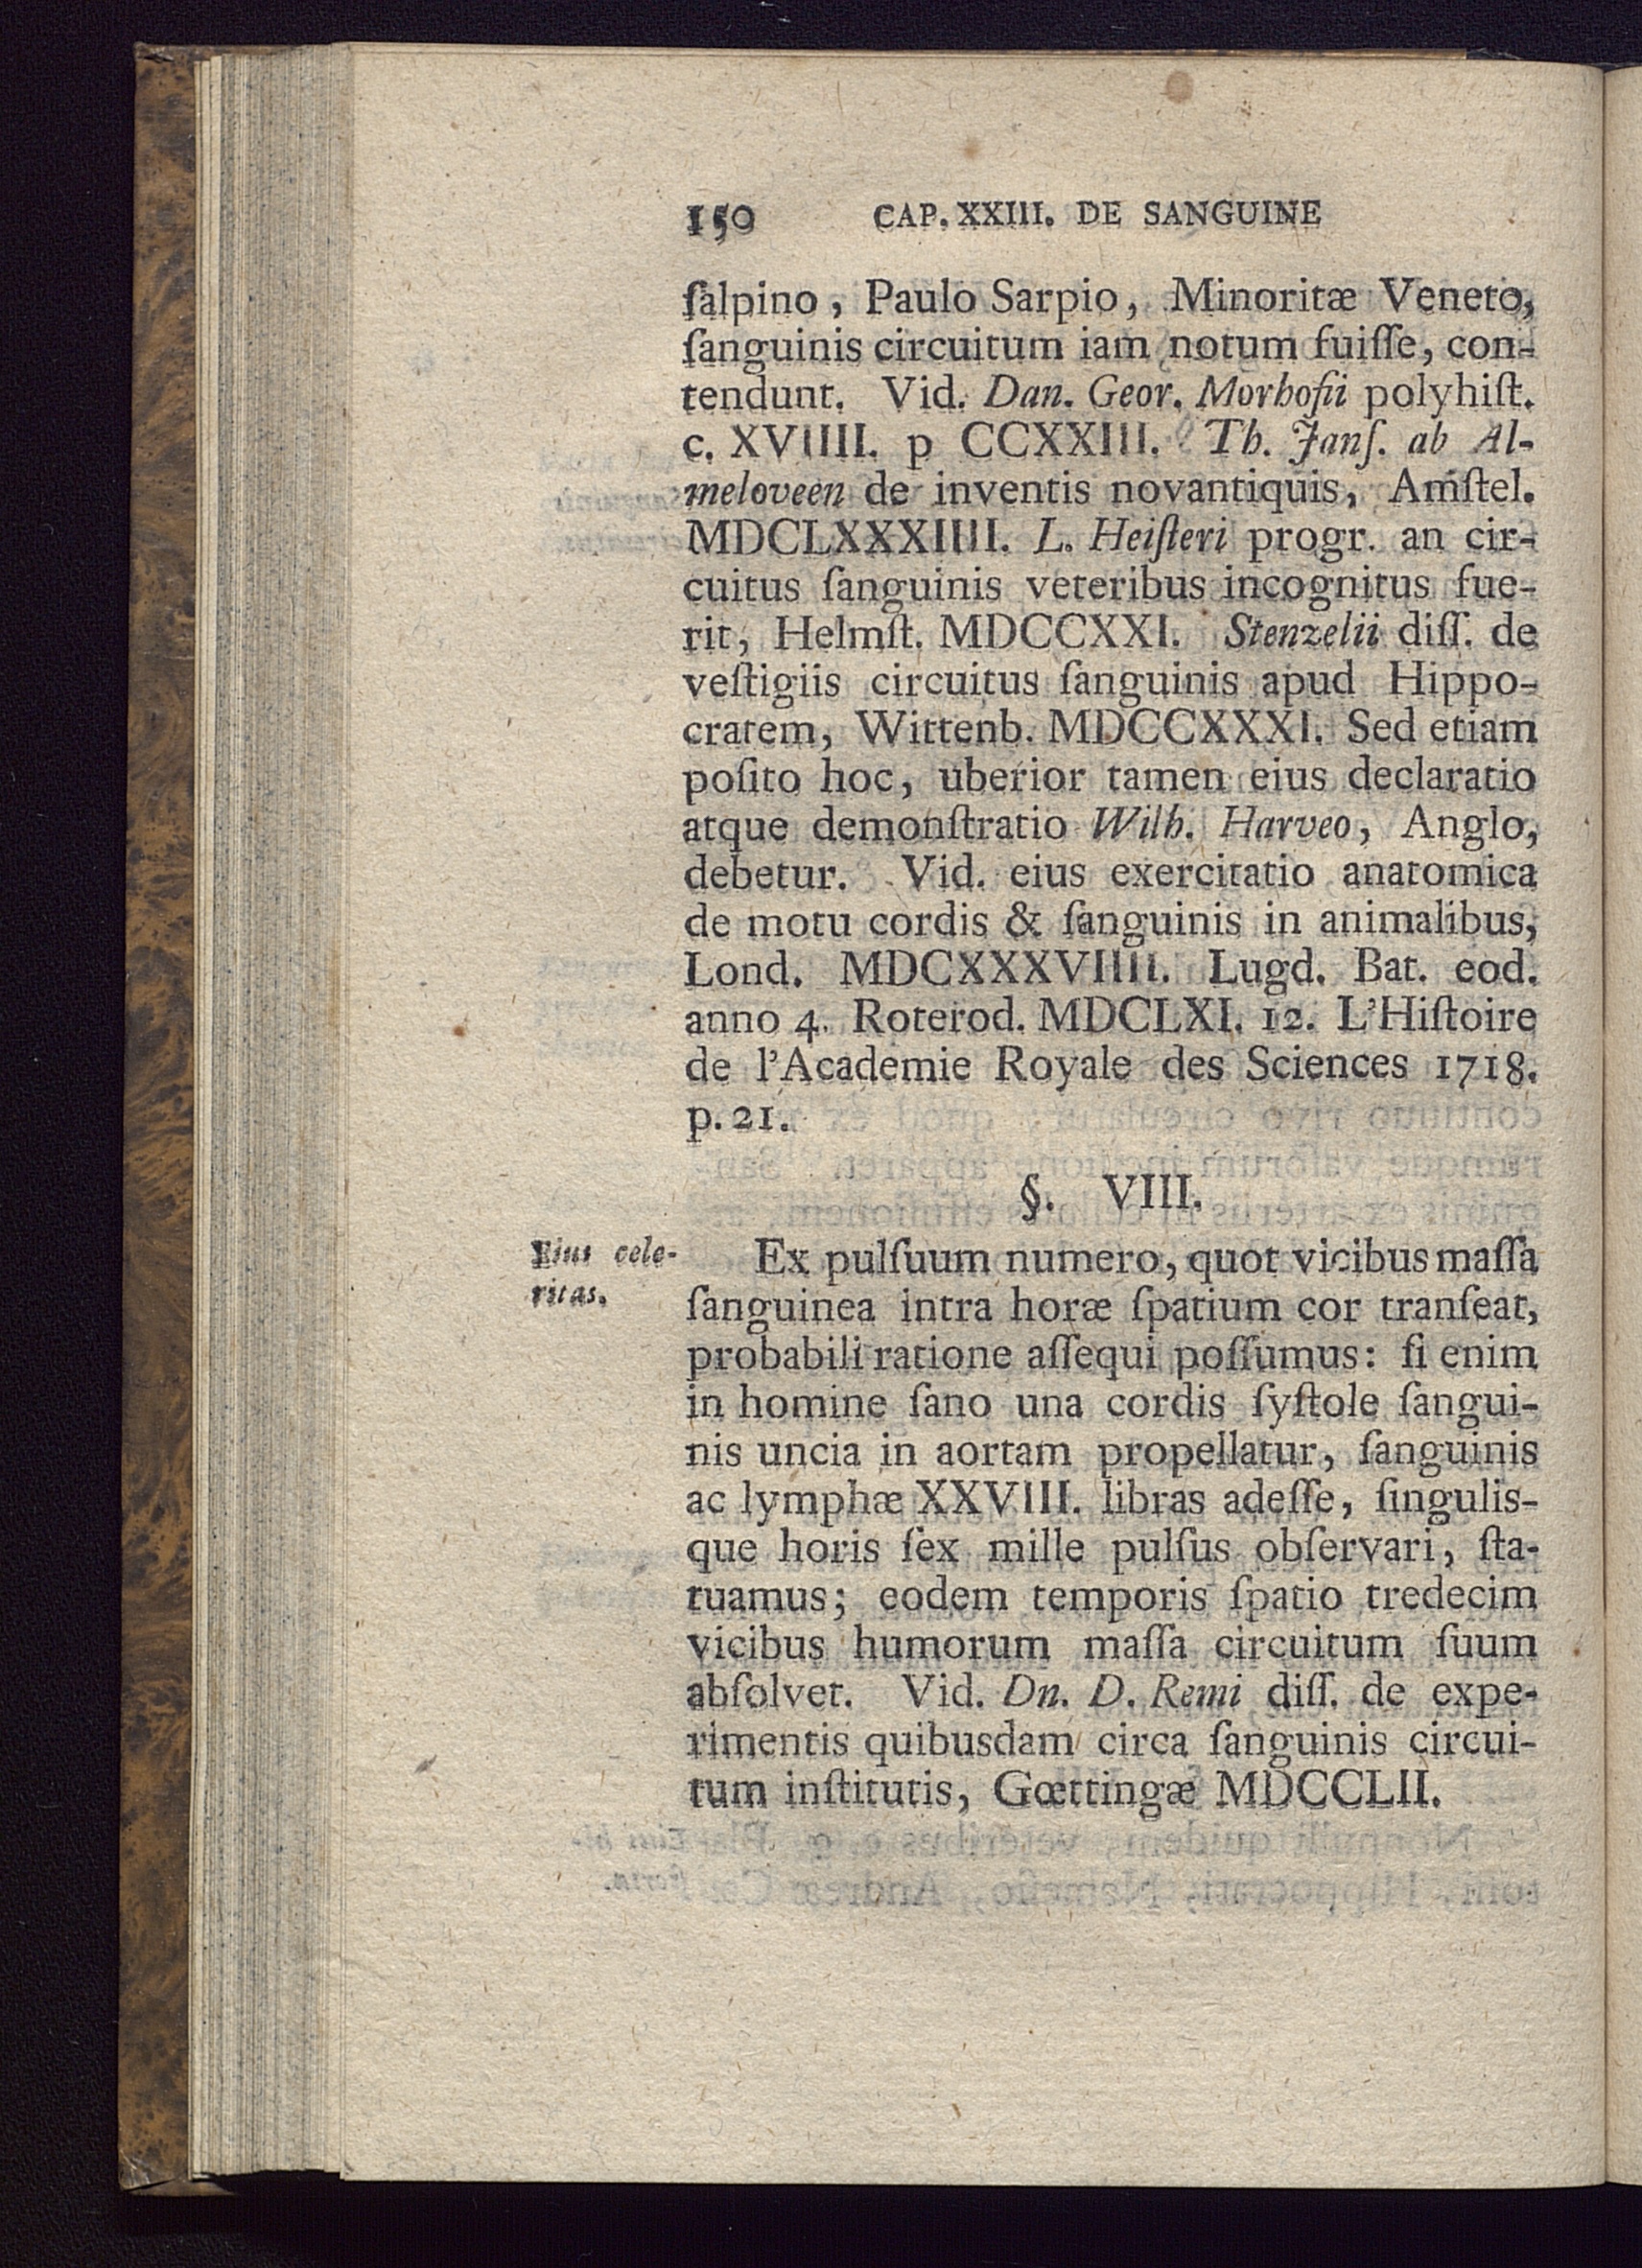 150 CAP. XXIII. DE SANGUINE
ſalpino, Paulo Sarpio, Minoritæ Veneto,
ſanguinis circuitum iam notum fuiſſe, con-
tendunt. Vid. Dan. Geor. Morhofii polyhiſt.
c. XVIIII. p CCXXIII. Th. Janſ. ab Al-
meloveen de inventis novantiquis, Amſtel.
MDCLXXXIIII. L. Heiſteri progr. an cir-
cuitus ſanguinis veteribus incognitus fue-
rit, Helmſt. MDCCXXI. Stenzelii diſſ. de
veſtigiis circuitus ſanguinis apud Hippo-
cratem, Wittenb. MDCCXXXI. Sed etiam
poſito hoc, uberior tamen eius declaratio
atque demonſtratio Wilh. Harveo, Anglo,
debetur. Vid. eius exercitatio anatomica
de motu cordis & ſanguinis in animalibus,
Lond. MDCXXXVIIII. Lugd. Bat. eod.
anno 4. Roterod. MDCLXI. 12. L'Hiſtoire
de l'Academie Royale des Sciences 1718.
p. 21.
§. VIII.
Eius cele-
ritas.
Ex pulſuum numero, quot vicibus maſſa
ſanguinea intra horæ ſpatium cor tranſeat,
probabili ratione aſſequi poſſumus: ſi enim
in homine ſano una cordis ſyſtole ſangui-
nis uncia in aortam propellatur, ſanguinis
ac lymphæ XXVIII. libras adeſſe, ſingulis-
que horis ſex mille pulſus obſervari, ſta-
tuamus; eodem temporis ſpatio tredecim
vicibus humorum maſſa circuitum ſuum
abſolvet. Vid. Dn. D. Remi diſſ. de expe-
rimentis quibusdam circa ſanguinis circui-
tum inſtitutis, Gœttingæ MDCCLII.